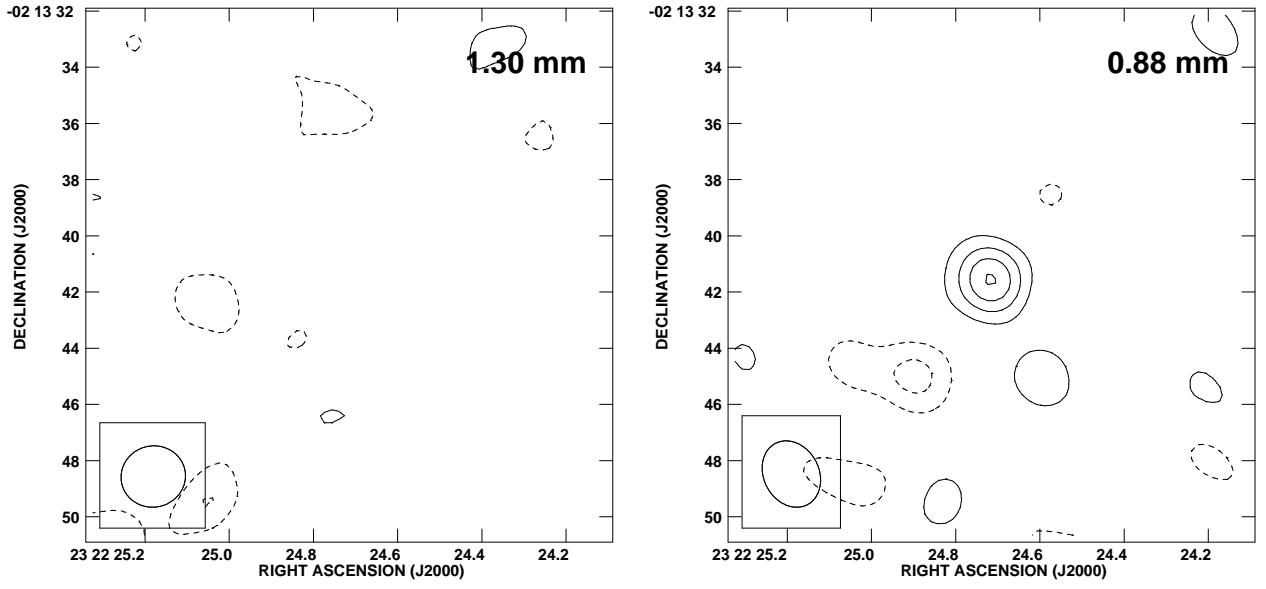 -02 13 32
1.30 mm
34
36
38
40
42
44
46
48
50
DECLINATION (J2000)
23 22 25.2 25.0 24.8 24.6 24.4 24.2
RIGHT ASCENSION (J2000)
-02 13 32
0.88 mm
34
36
38
40
42
44
46
48
50
DECLINATION (J2000)
23 22 25.2 25.0 24.8 24.6 24.4 24.2
RIGHT ASCENSION (J2000)